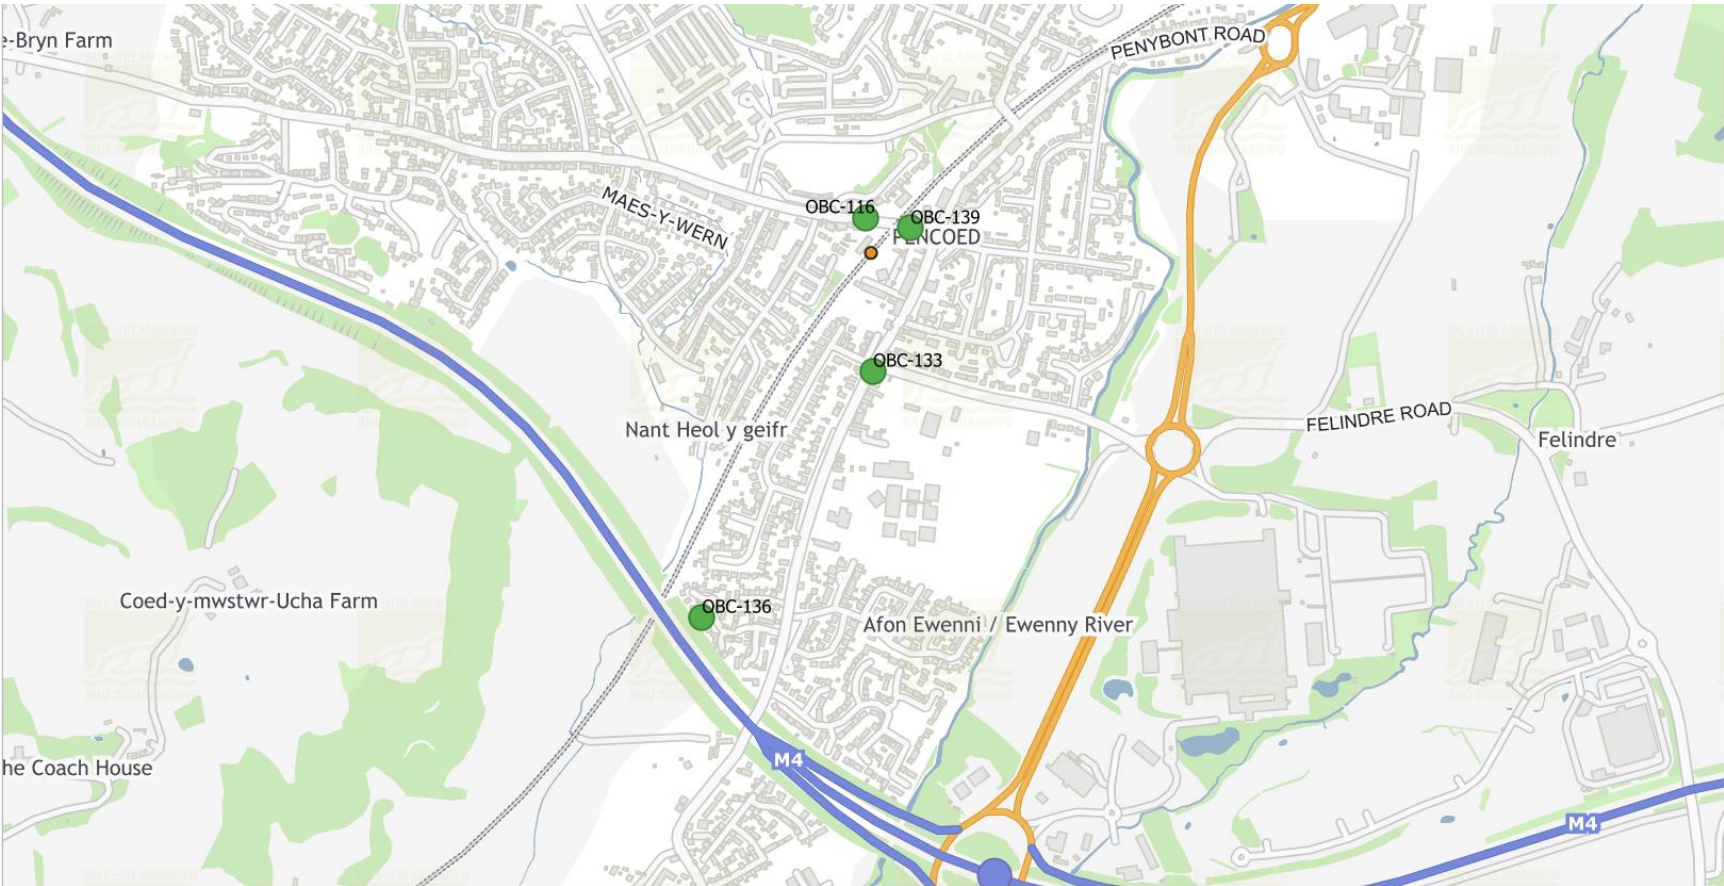 e-Bryn Farm
PENYBONT ROAD
MAES-Y-WERN
OBC-116
OBC-139
PENCOED
OBC-133
Nant Heol y geifr
FELINDRE ROAD
Felindre
Coed-y-mwstwr-Ucha Farm
OBC-136
Afon Ewenni / Ewenny River
he Coach House
M4
M4